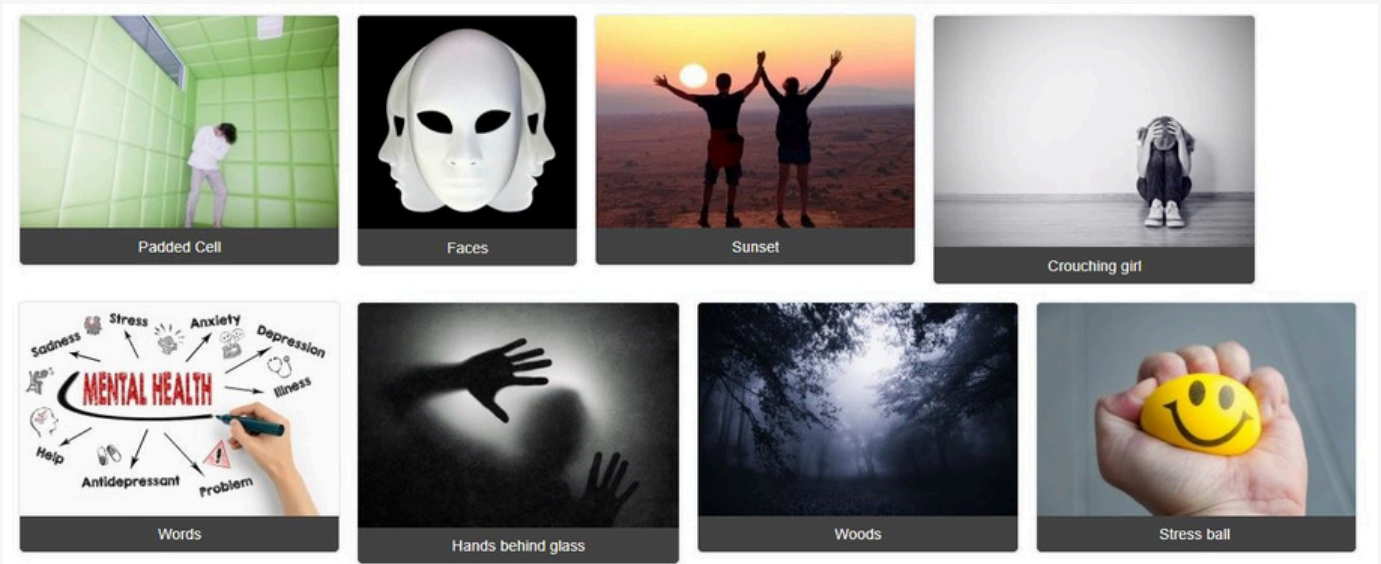 Padded Cell
Faces
Sunset
Crouching girl
Sadness
Stress
Anxiety
Depression
MENTAL HEALTH
Illness
Help
Antidepressant
Problem
Words
Hands behind glass
Woods
Stress ball